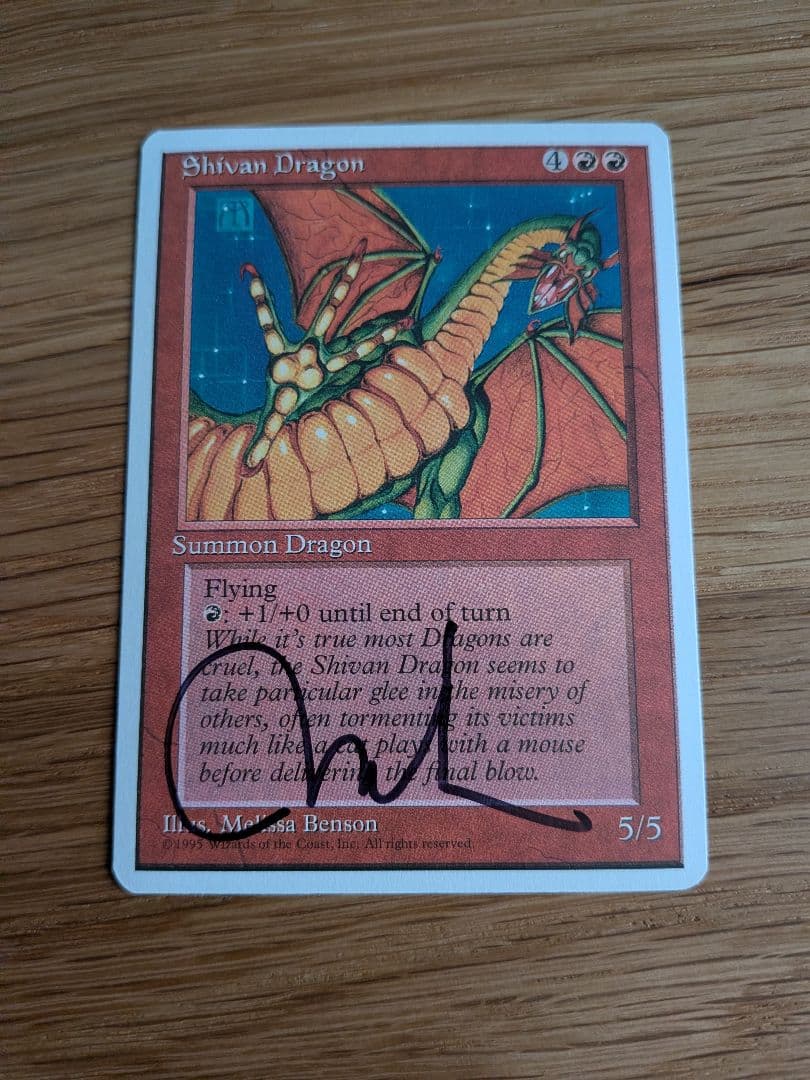 Shivan Dragon 4
Summon Dragon
Flying
: +1/+0 until end of turn
While it's true most Dragons are
cruel, the Shivan Dragon seems to
take particular glee in the misery of
others, often tormenting its victims
much like a cat plays with a mouse
before delivering the final blow.
Illus. Melissa Benson
5/5
© 1995 Wizards of the Coast, Inc. All rights reserved.